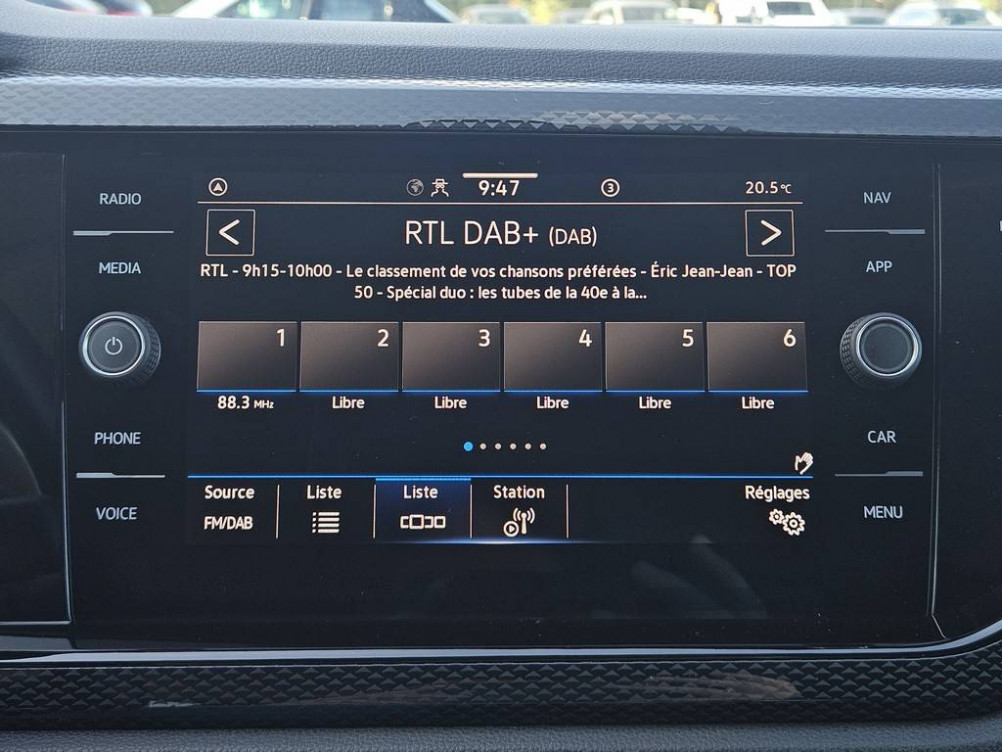 RADIO
MEDIA
PHONE
VOICE
9:47
3
20.5°C
< RTL DAB+ (DAB) >
RTL - 9h15-10h00 - Le classement de vos chansons préférées - Éric Jean-Jean - TOP
50 - Spécial duo : les tubes de la 40e à la...
1 2 3 4 5 6
88.3 MHz Libre Libre Libre Libre Libre
Source Liste Liste Station Réglages
FM/DAB
NAV
APP
CAR
MENU